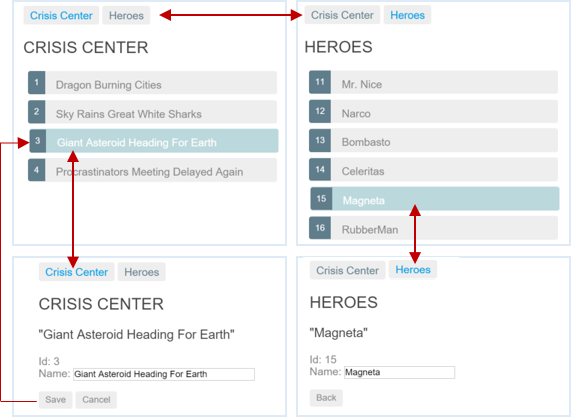 Crisis Center Heroes
CRISIS CENTER
1 Dragon Burning Cities
2 Sky Rains Great White Sharks
3 Giant Asteroid Heading For Earth
4 Procrastinators Meeting Delayed Again
Crisis Center Heroes
HEROES
11 Mr. Nice
12 Narco
13 Bombasto
14 Celeritas
15 Magneta
16 RubberMan
Crisis Center Heroes
CRISIS CENTER
"Giant Asteroid Heading For Earth"
Id: 3
Name: Giant Asteroid Heading For Earth
Save Cancel
Crisis Center Heroes
HEROES
"Magneta"
Id: 15
Name: Magneta
Back